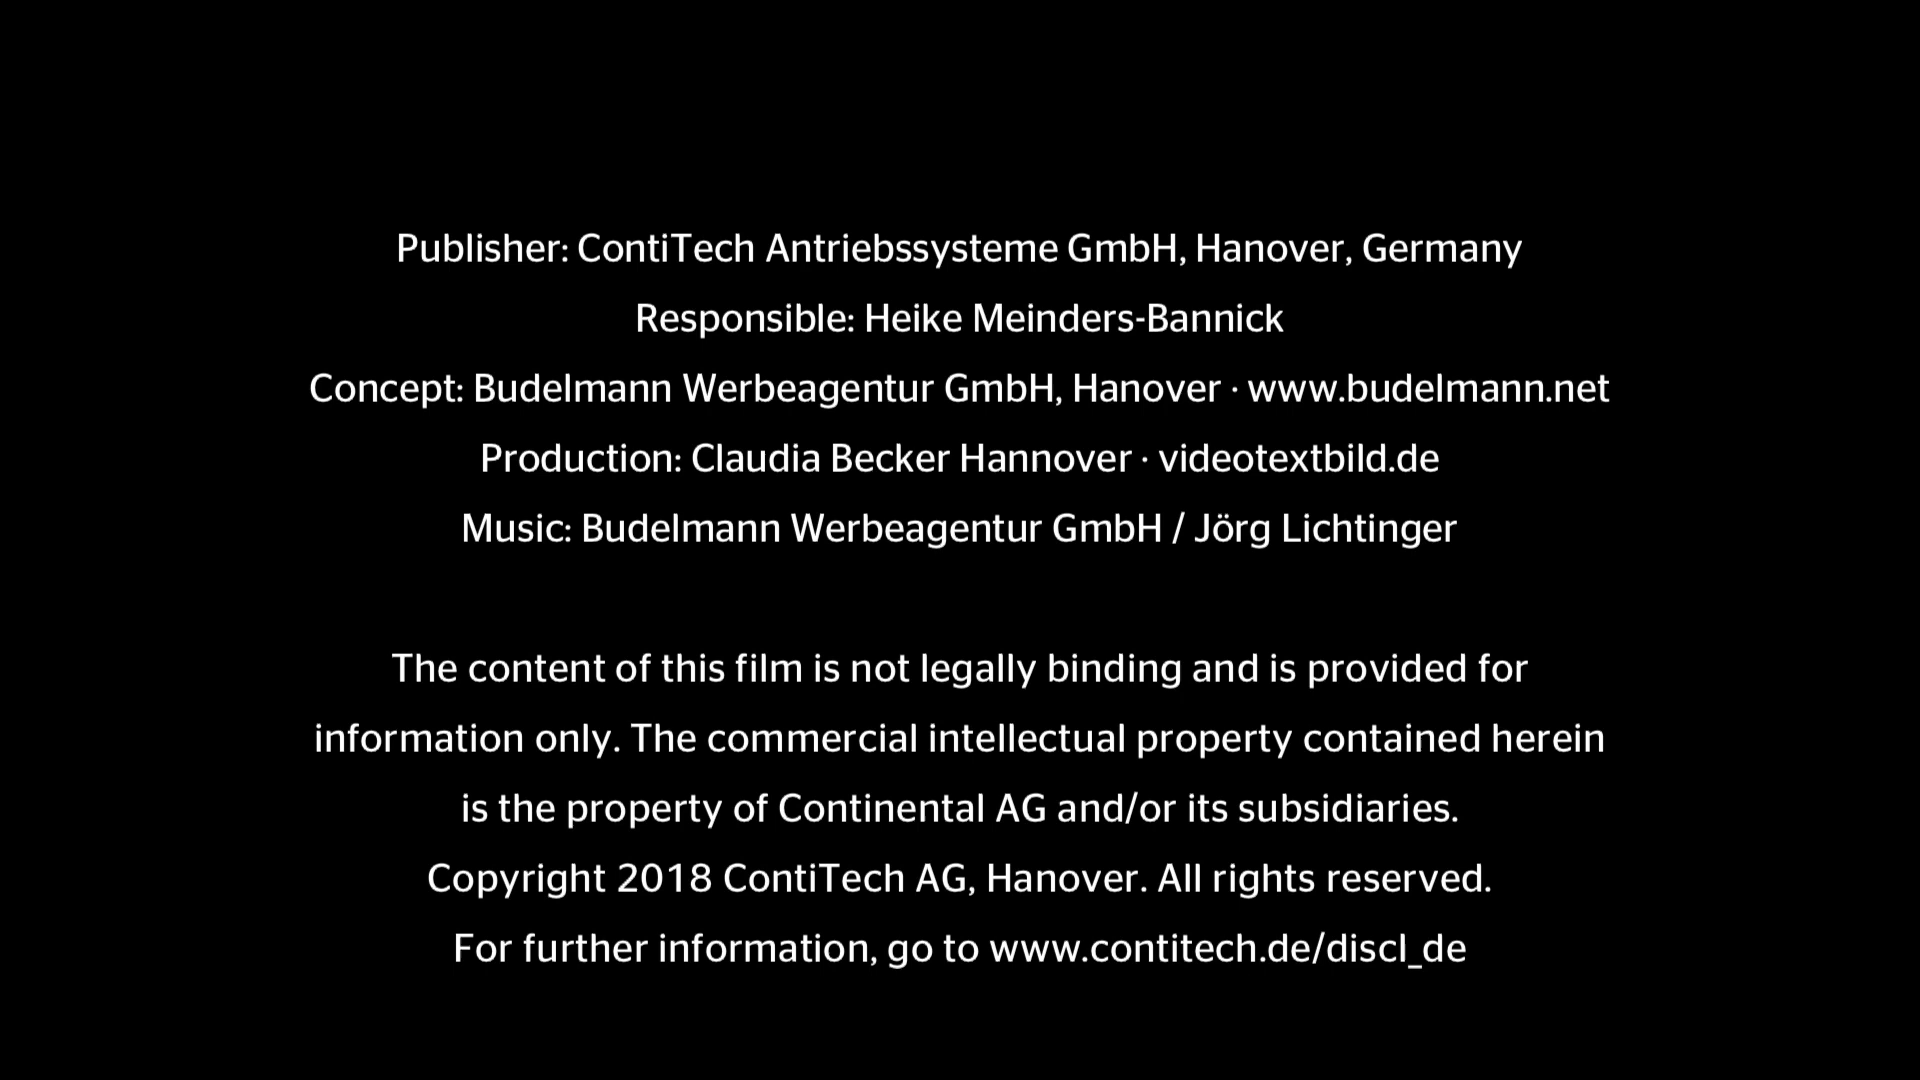 Publisher: ContiTech Antriebssysteme GmbH, Hanover, Germany
Responsible: Heike Meinders-Bannick
Concept: Budelmann Werbeagentur GmbH, Hanover · www.budelmann.net
Production: Claudia Becker Hannover · videotextbild.de
Music: Budelmann Werbeagentur GmbH / Jörg Lichtinger
The content of this film is not legally binding and is provided for
information only. The commercial intellectual property contained herein
is the property of Continental AG and/or its subsidiaries.
Copyright 2018 ContiTech AG, Hanover. All rights reserved.
For further information, go to www.contitech.de/discl_de